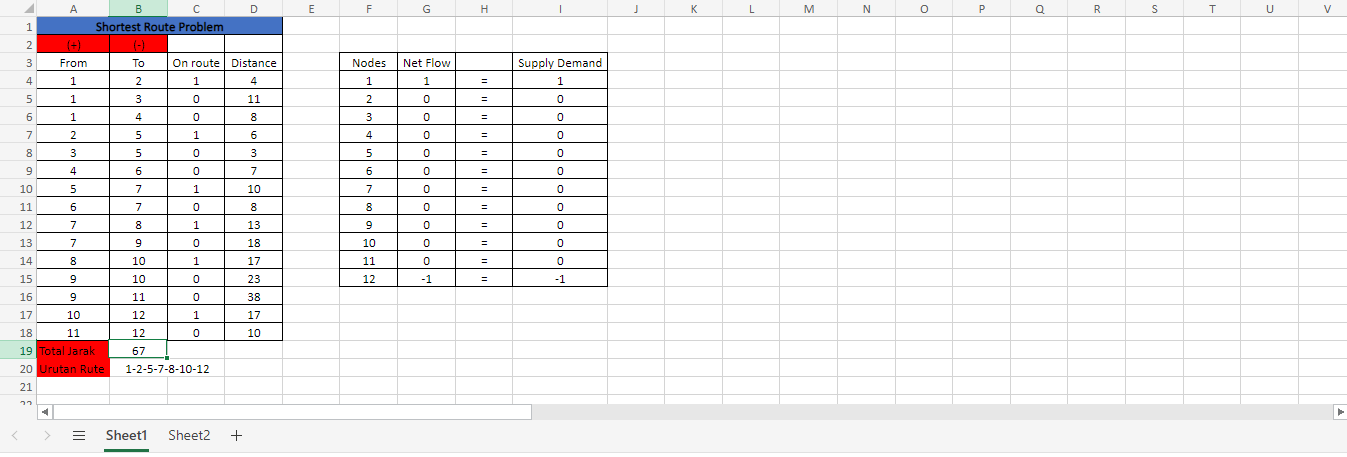 A B C D E F G H I J K L M N O P Q R S T U V
1 Shortest Route Problem
2 (+) (-)
3 From To On route Distance Nodes Net Flow Supply Demand
4 1 2 1 4 1 1 = 1
5 1 3 0 11 2 0 = 0
6 1 4 0 8 3 0 = 0
7 2 5 1 6 4 0 = 0
8 3 5 0 3 5 0 = 0
9 4 6 0 7 6 0 = 0
10 5 7 1 10 7 0 = 0
11 6 7 0 8 8 0 = 0
12 7 8 1 13 9 0 = 0
13 7 9 0 18 10 0 = 0
14 8 10 1 17 11 0 = 0
15 9 10 0 23 12 -1 = -1
16 9 11 0 38
17 10 12 1 17
18 11 12 0 10
19 Total Jarak 67
20 Urutan Rute 1-2-5-7-8-10-12
21
22
Sheet1 Sheet2 +